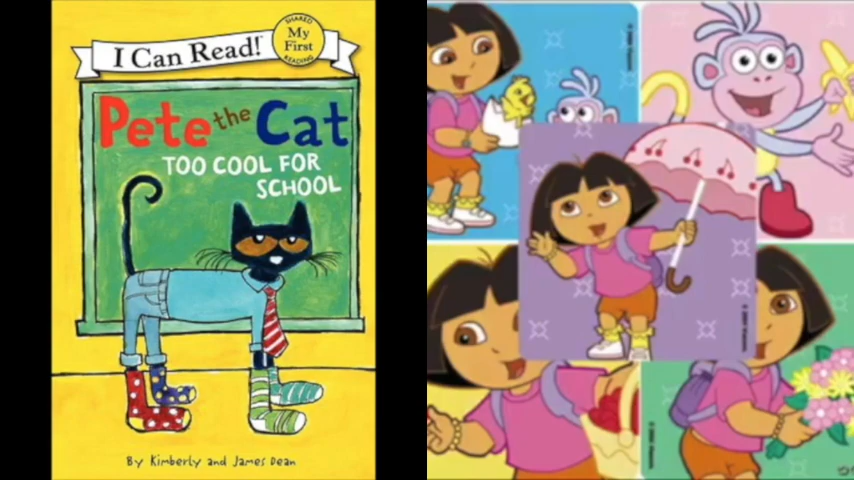 I Can Read!
SHARED
My
First
READING
Pete the Cat
TOO COOL FOR
SCHOOL
By Kimberly and James Dean